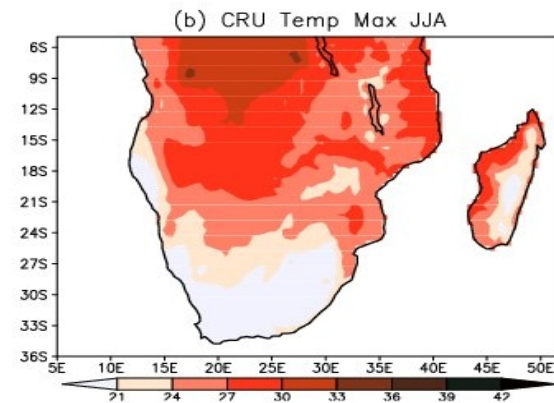 (b) CRU Temp Max JJA
6S
9S
12S
15S
18S
21S
24S
27S
30S
33S
36S
5E 10E 15E 20E 25E 30E 35E 40E 45E 50E
21 24 27 30 33 36 39 42